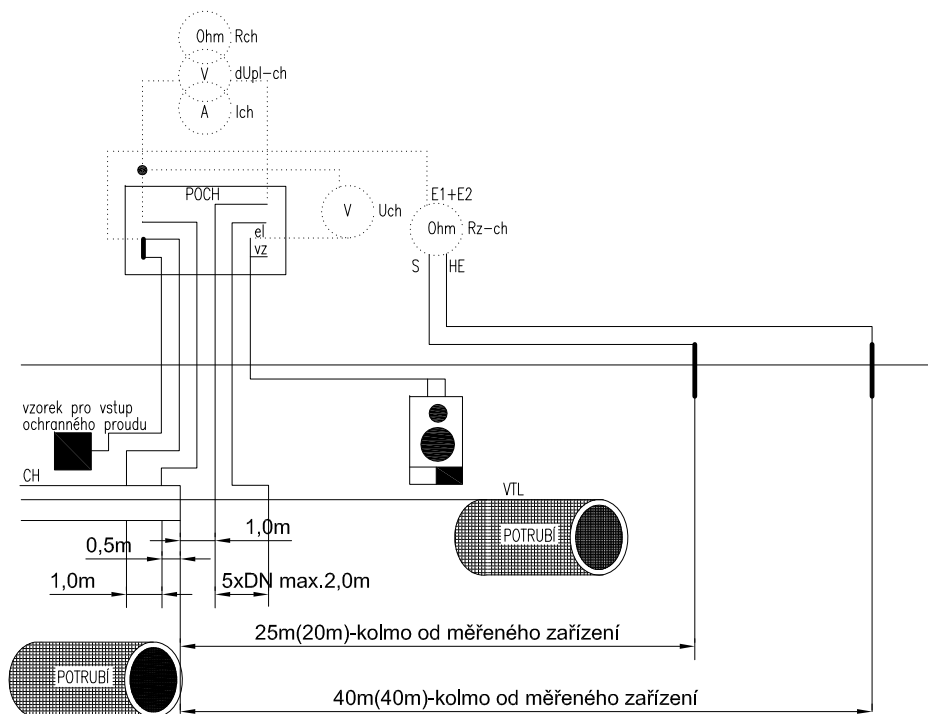 Ohm Rch
V dUpl-ch
A Ich
POCH
E1+E2
V Uch
Ohm Rz-ch
el
vz
S HE
vzorek pro vstup
ochranného proudu
CH
VTL
POTRUBÍ
1,0m
0,5m
1,0m
5xDN max.2,0m
25m(20m)-kolmo od měřeného zařízení
POTRUBÍ
40m(40m)-kolmo od měřeného zařízení